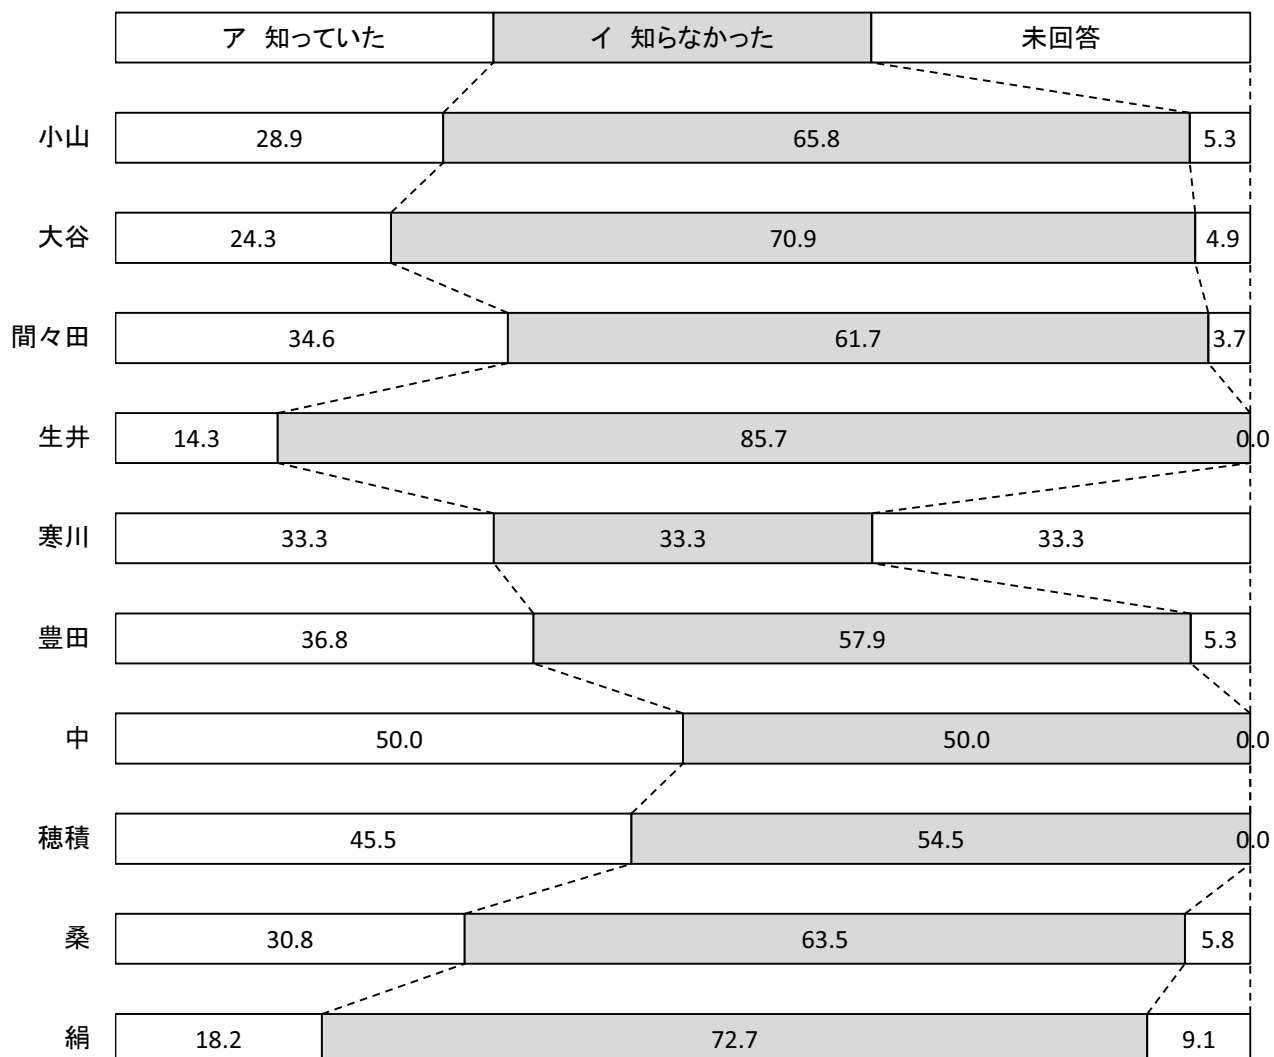 ア 知っていた イ 知らなかった 未回答
小山 28.9 65.8 5.3
大谷 24.3 70.9 4.9
間々田 34.6 61.7 3.7
生井 14.3 85.7 0.0
寒川 33.3 33.3 33.3
豊田 36.8 57.9 5.3
中 50.0 50.0 0.0
穂積 45.5 54.5 0.0
桑 30.8 63.5 5.8
絹 18.2 72.7 9.1